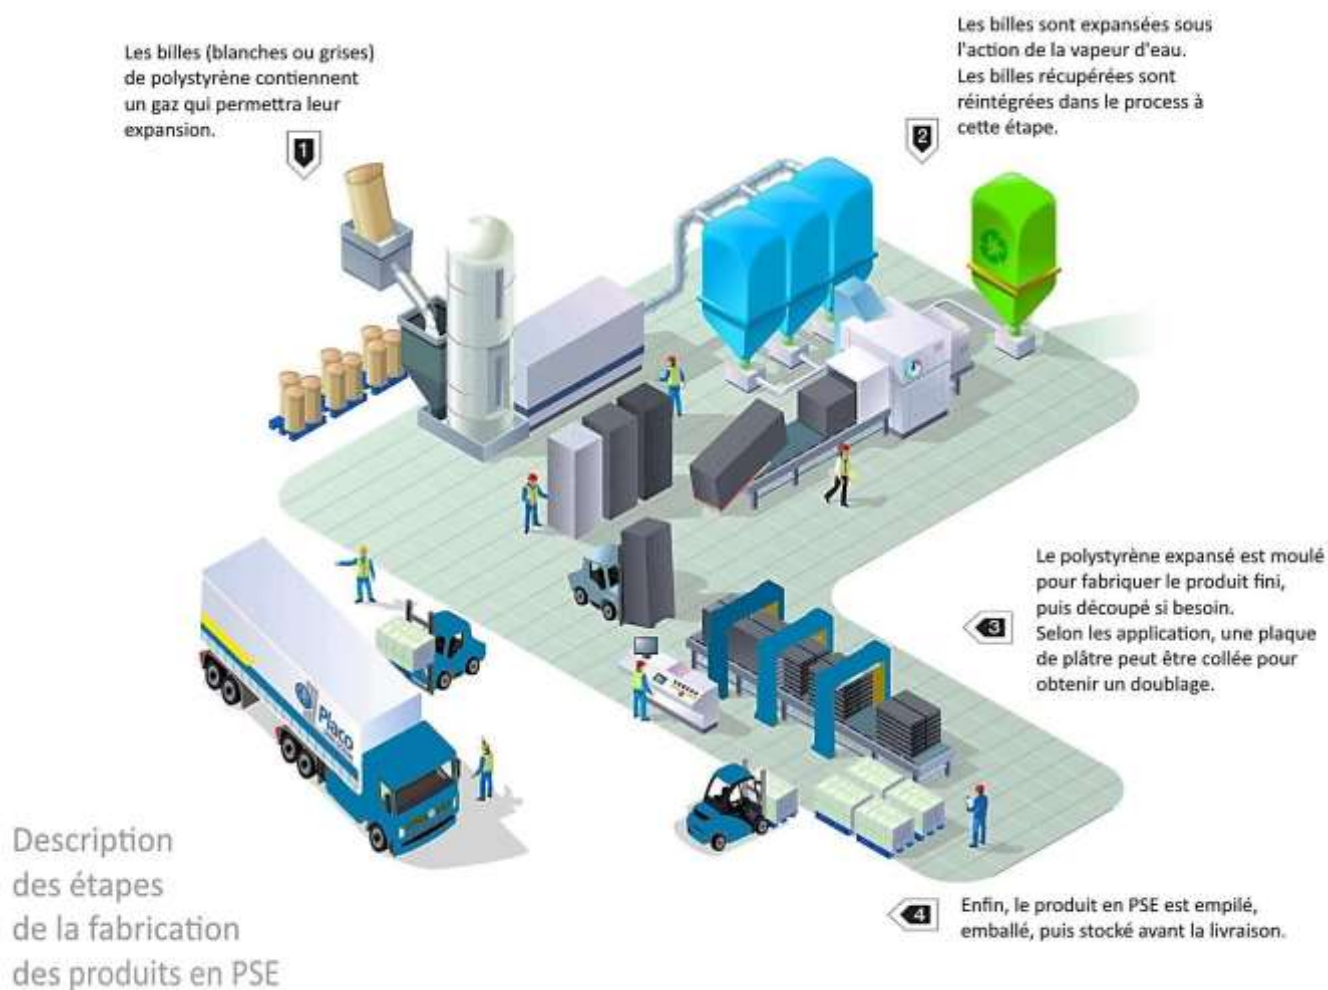 Les billes (blanches ou grises)
de polystyrène contiennent
un gaz qui permettra leur
expansion.
1
Les billes sont expansées sous
l'action de la vapeur d'eau.
Les billes récupérées sont
réintégrées dans le process à
cette étape.
2
Le polystyrène expansé est moulé
pour fabriquer le produit fini,
puis découpé si besoin.
Selon les application, une plaque
de plâtre peut être collée pour
obtenir un doublage.
3
Placo
Enfin, le produit en PSE est empilé,
emballé, puis stocké avant la livraison.
4
Description
des étapes
de la fabrication
des produits en PSE